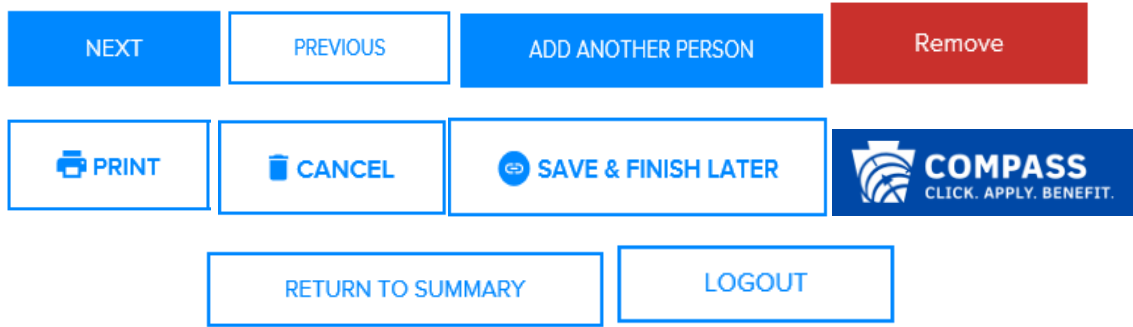 NEXT
PREVIOUS
ADD ANOTHER PERSON
Remove
PRINT
CANCEL
SAVE & FINISH LATER
COMPASS
CLICK. APPLY. BENEFIT.
RETURN TO SUMMARY
LOGOUT